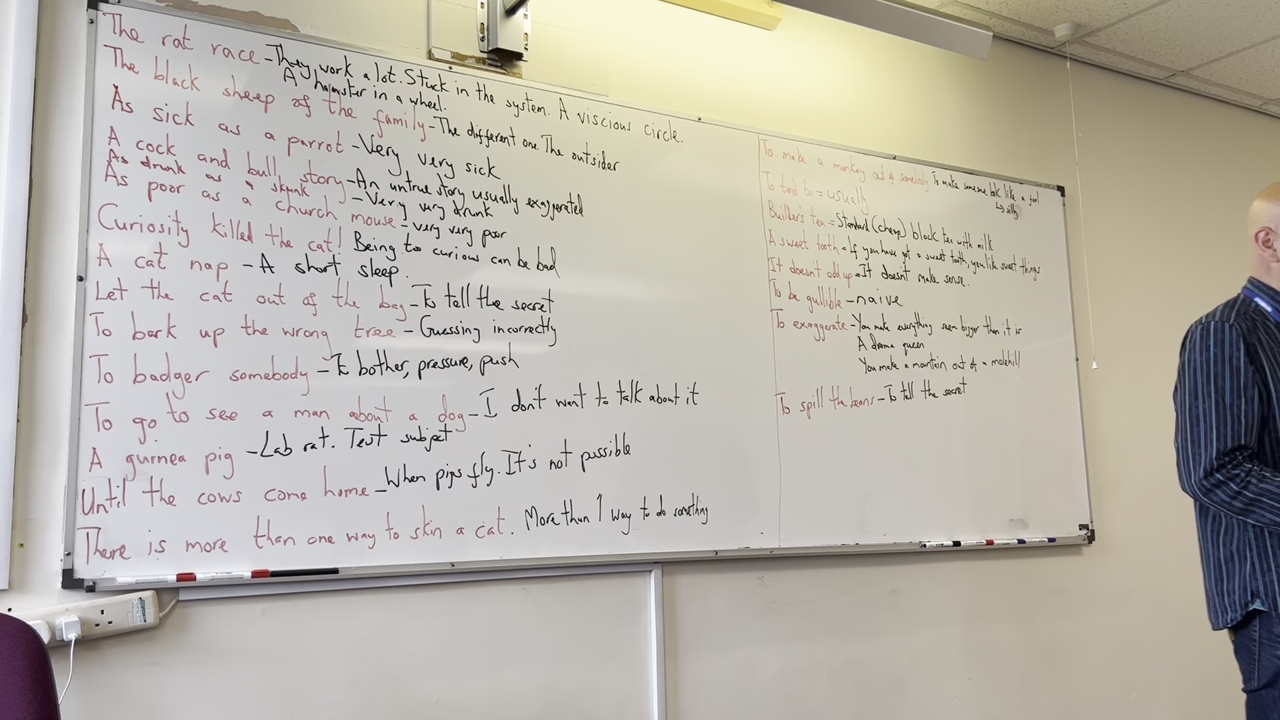 The rat race - They work a lot. Stuck in the system. A viscious circle.
A hamster in a wheel.
The black sheep of the family - The different one. The outsider
As sick as a parrot - Very very sick
A cock and bull story - An untrue story usually exaggerated
As drunk as a skunk - Very very drunk
As poor as a church mouse - very very poor
Curiosity killed the cat! Being too curious can be bad
A cat nap - A short sleep.
Let the cat out of the bag - To tell the secret
To bark up the wrong tree - Guessing incorrectly
To badger somebody - To bother, pressure, push
To go to see a man about a dog - I don't want to talk about it
A guinea pig - Lab rat. Test subject
Until the cows come home - When pigs fly. It's not possible
There is more than one way to skin a cat. More than 1 way to do something
To make a monkey out of somebody To make someone look like a fool
↳ silly
To tend to = usually
Builder's tea - Standard (cheap) black tea with milk
A sweet tooth - If you have got a sweet tooth, you like sweet things
It doesn't add up - It doesn't make sense.
To be gullible - naive
To exaggerate - You make everything seem bigger than it is
A drama queen
You make a mountain out of a molehill
To spill the beans - To tell the secret